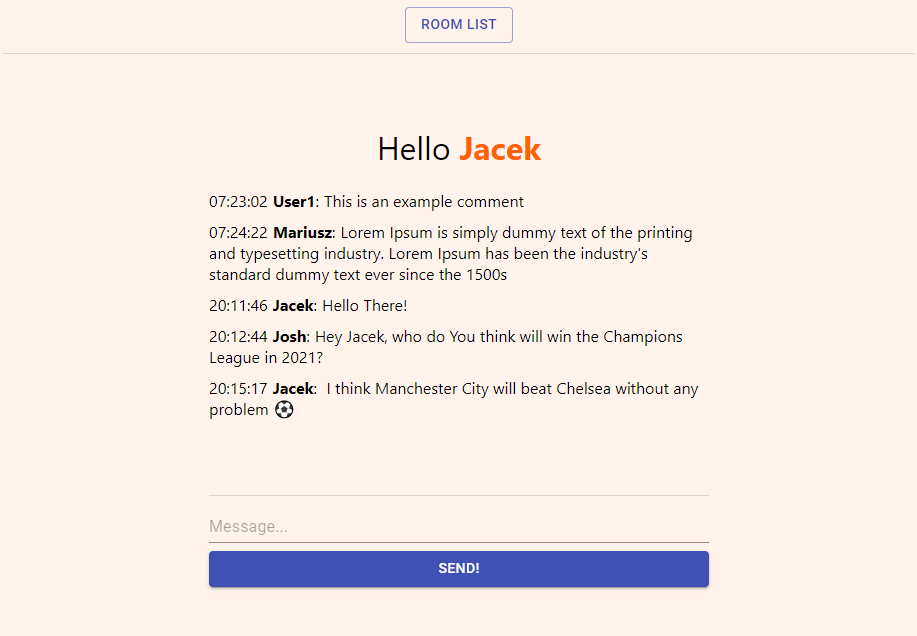 ROOM LIST
Hello Jacek
07:23:02 User1: This is an example comment
07:24:22 Mariusz: Lorem Ipsum is simply dummy text of the printing
and typesetting industry. Lorem Ipsum has been the industry's
standard dummy text ever since the 1500s
20:11:46 Jacek: Hello There!
20:12:44 Josh: Hey Jacek, who do You think will win the Champions
League in 2021?
20:15:17 Jacek:  I think Manchester City will beat Chelsea without any
problem ⚽
Message...
SEND!